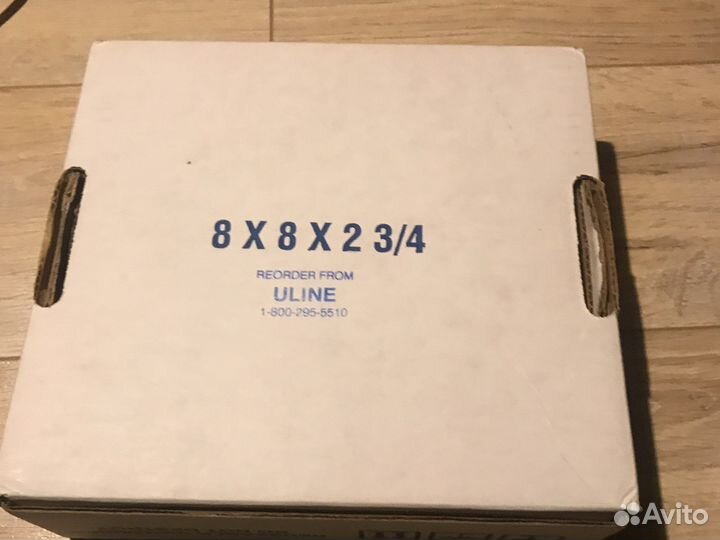 8 X 8 X 2 3/4
REORDER FROM
ULINE
1-800-295-5510
Avito